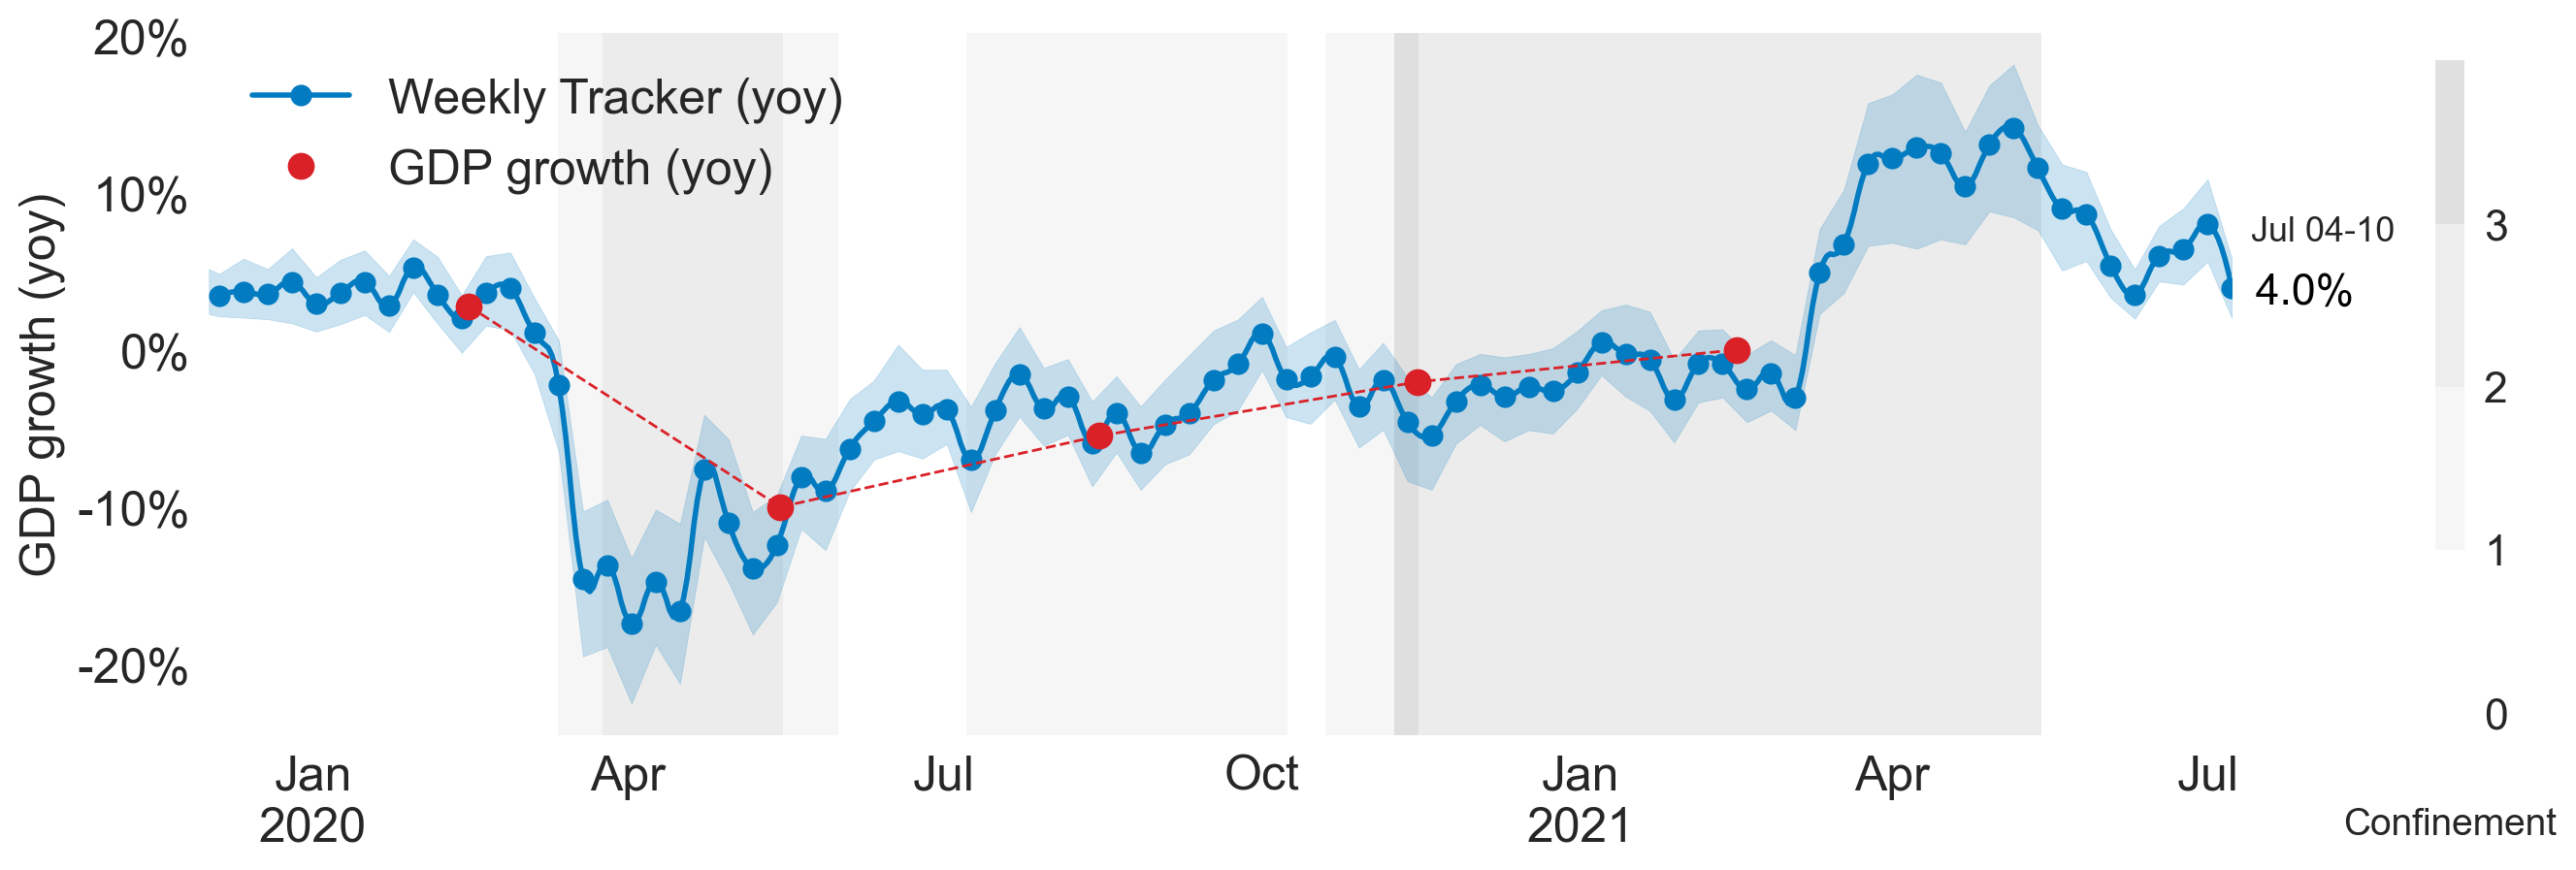 20%
10%
0%
-10%
-20%
GDP growth (yoy)
Weekly Tracker (yoy)
GDP growth (yoy)
Jul 04-10
4.0%
3
2
1
0
Jan Apr Jul Oct Jan Apr Jul
2020 2021
Confinement